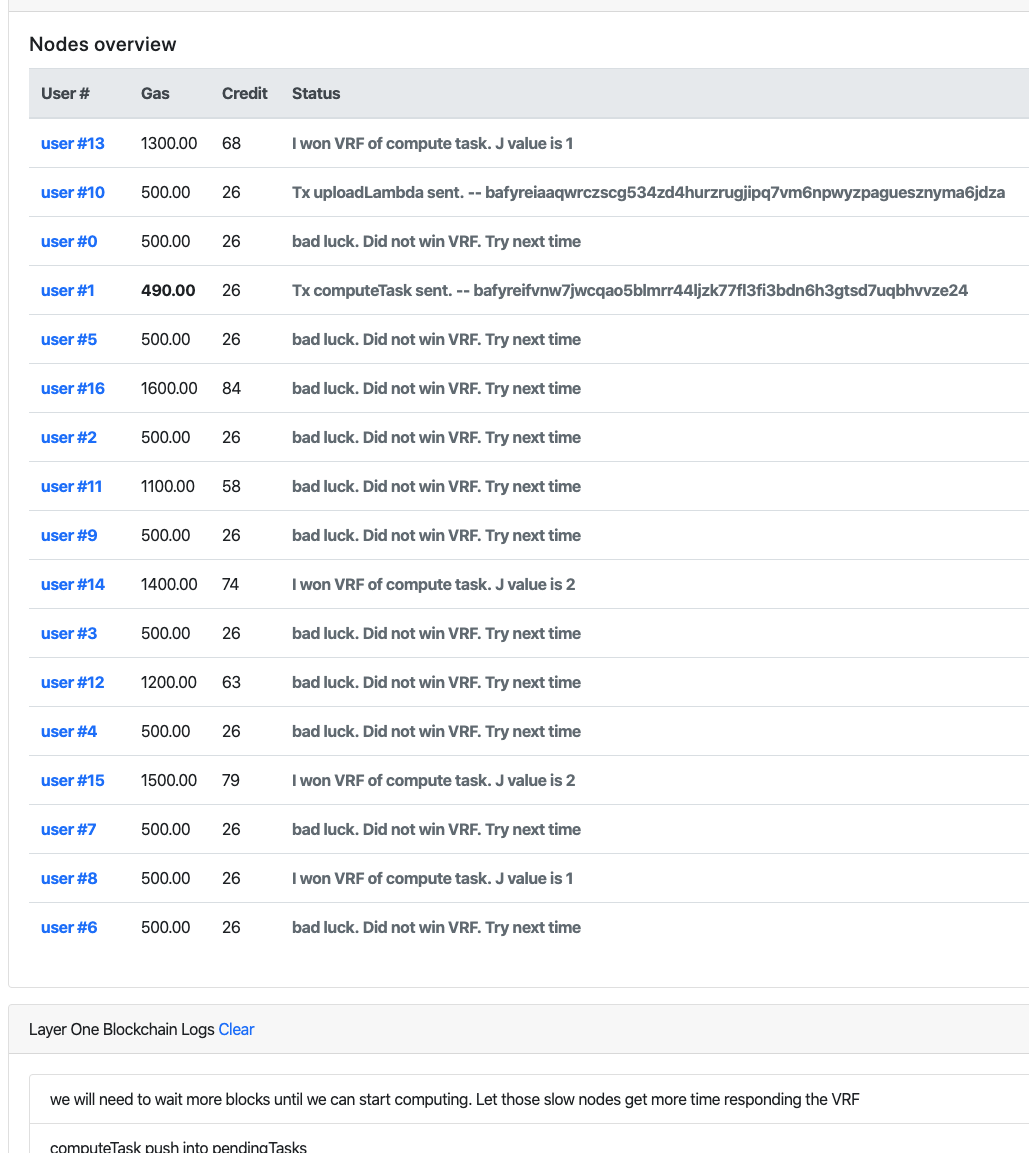 Nodes overview
User # Gas Credit Status
user #13 1300.00 68 I won VRF of compute task. J value is 1
user #10 500.00 26 Tx uploadLambda sent. -- bafyreiaaqwrczscg534zd4hurzrugjipq7vm6npwyzpaguesznyma6jdza
user #0 500.00 26 bad luck. Did not win VRF. Try next time
user #1 490.00 26 Tx computeTask sent. -- bafyreifvnw7jwcqao5blmrr44ljzk77fl3fi3bdn6h3gtsd7uqbhvvze24
user #5 500.00 26 bad luck. Did not win VRF. Try next time
user #16 1600.00 84 bad luck. Did not win VRF. Try next time
user #2 500.00 26 bad luck. Did not win VRF. Try next time
user #11 1100.00 58 bad luck. Did not win VRF. Try next time
user #9 500.00 26 bad luck. Did not win VRF. Try next time
user #14 1400.00 74 I won VRF of compute task. J value is 2
user #3 500.00 26 bad luck. Did not win VRF. Try next time
user #12 1200.00 63 bad luck. Did not win VRF. Try next time
user #4 500.00 26 bad luck. Did not win VRF. Try next time
user #15 1500.00 79 I won VRF of compute task. J value is 2
user #7 500.00 26 bad luck. Did not win VRF. Try next time
user #8 500.00 26 I won VRF of compute task. J value is 1
user #6 500.00 26 bad luck. Did not win VRF. Try next time
Layer One Blockchain Logs Clear
we will need to wait more blocks until we can start computing. Let those slow nodes get more time responding the VRF
computeTask push into pendingTasks